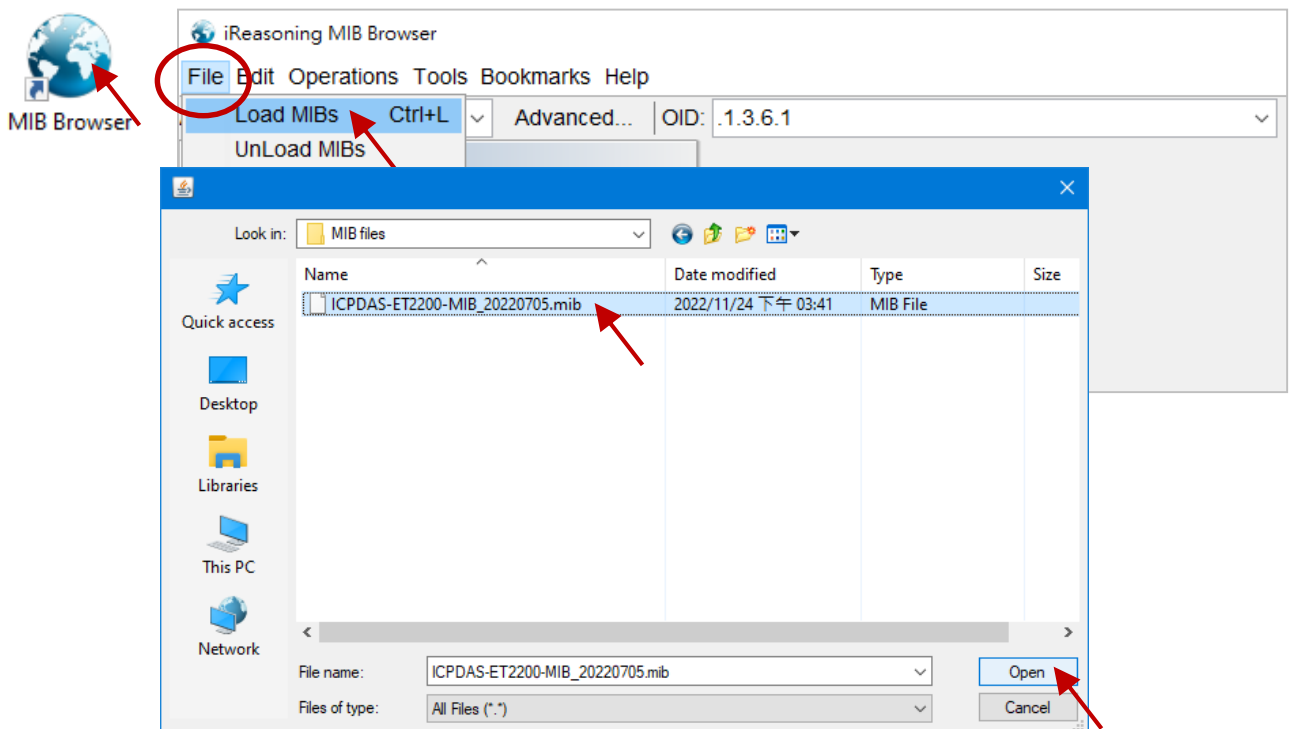 iReasoning MIB Browser
File Edit Operations Tools Bookmarks Help
MIB Browser
Load MIBs Ctrl+L
Advanced... OID: .1.3.6.1
UnLoad MIBs
Look in: MIB files
Name Date modified Type Size
ICPDAS-ET2200-MIB_20220705.mib 2022/11/24 下午 03:41 MIB File
Quick access
Desktop
Libraries
This PC
Network
File name: ICPDAS-ET2200-MIB_20220705.mib Open
Files of type: All Files (*.*) Cancel